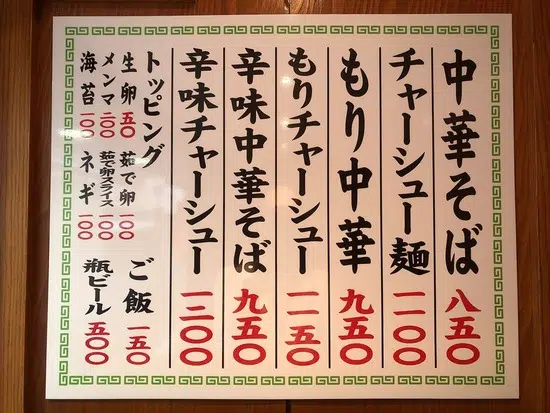 中華そば 八五〇
チャーシュー麺 一一〇〇
もり中華 九五〇
もりチャーシュー 一一五〇
辛味中華そば 九五〇
辛味チャーシュー 一三〇〇
トッピング
生卵 五〇
茹で卵 一〇〇
メンマ 二〇〇
茹で卵スライス 一〇〇
海苔 一〇〇
ネギ 一〇〇
ご飯 一五〇
瓶ビール 五〇〇